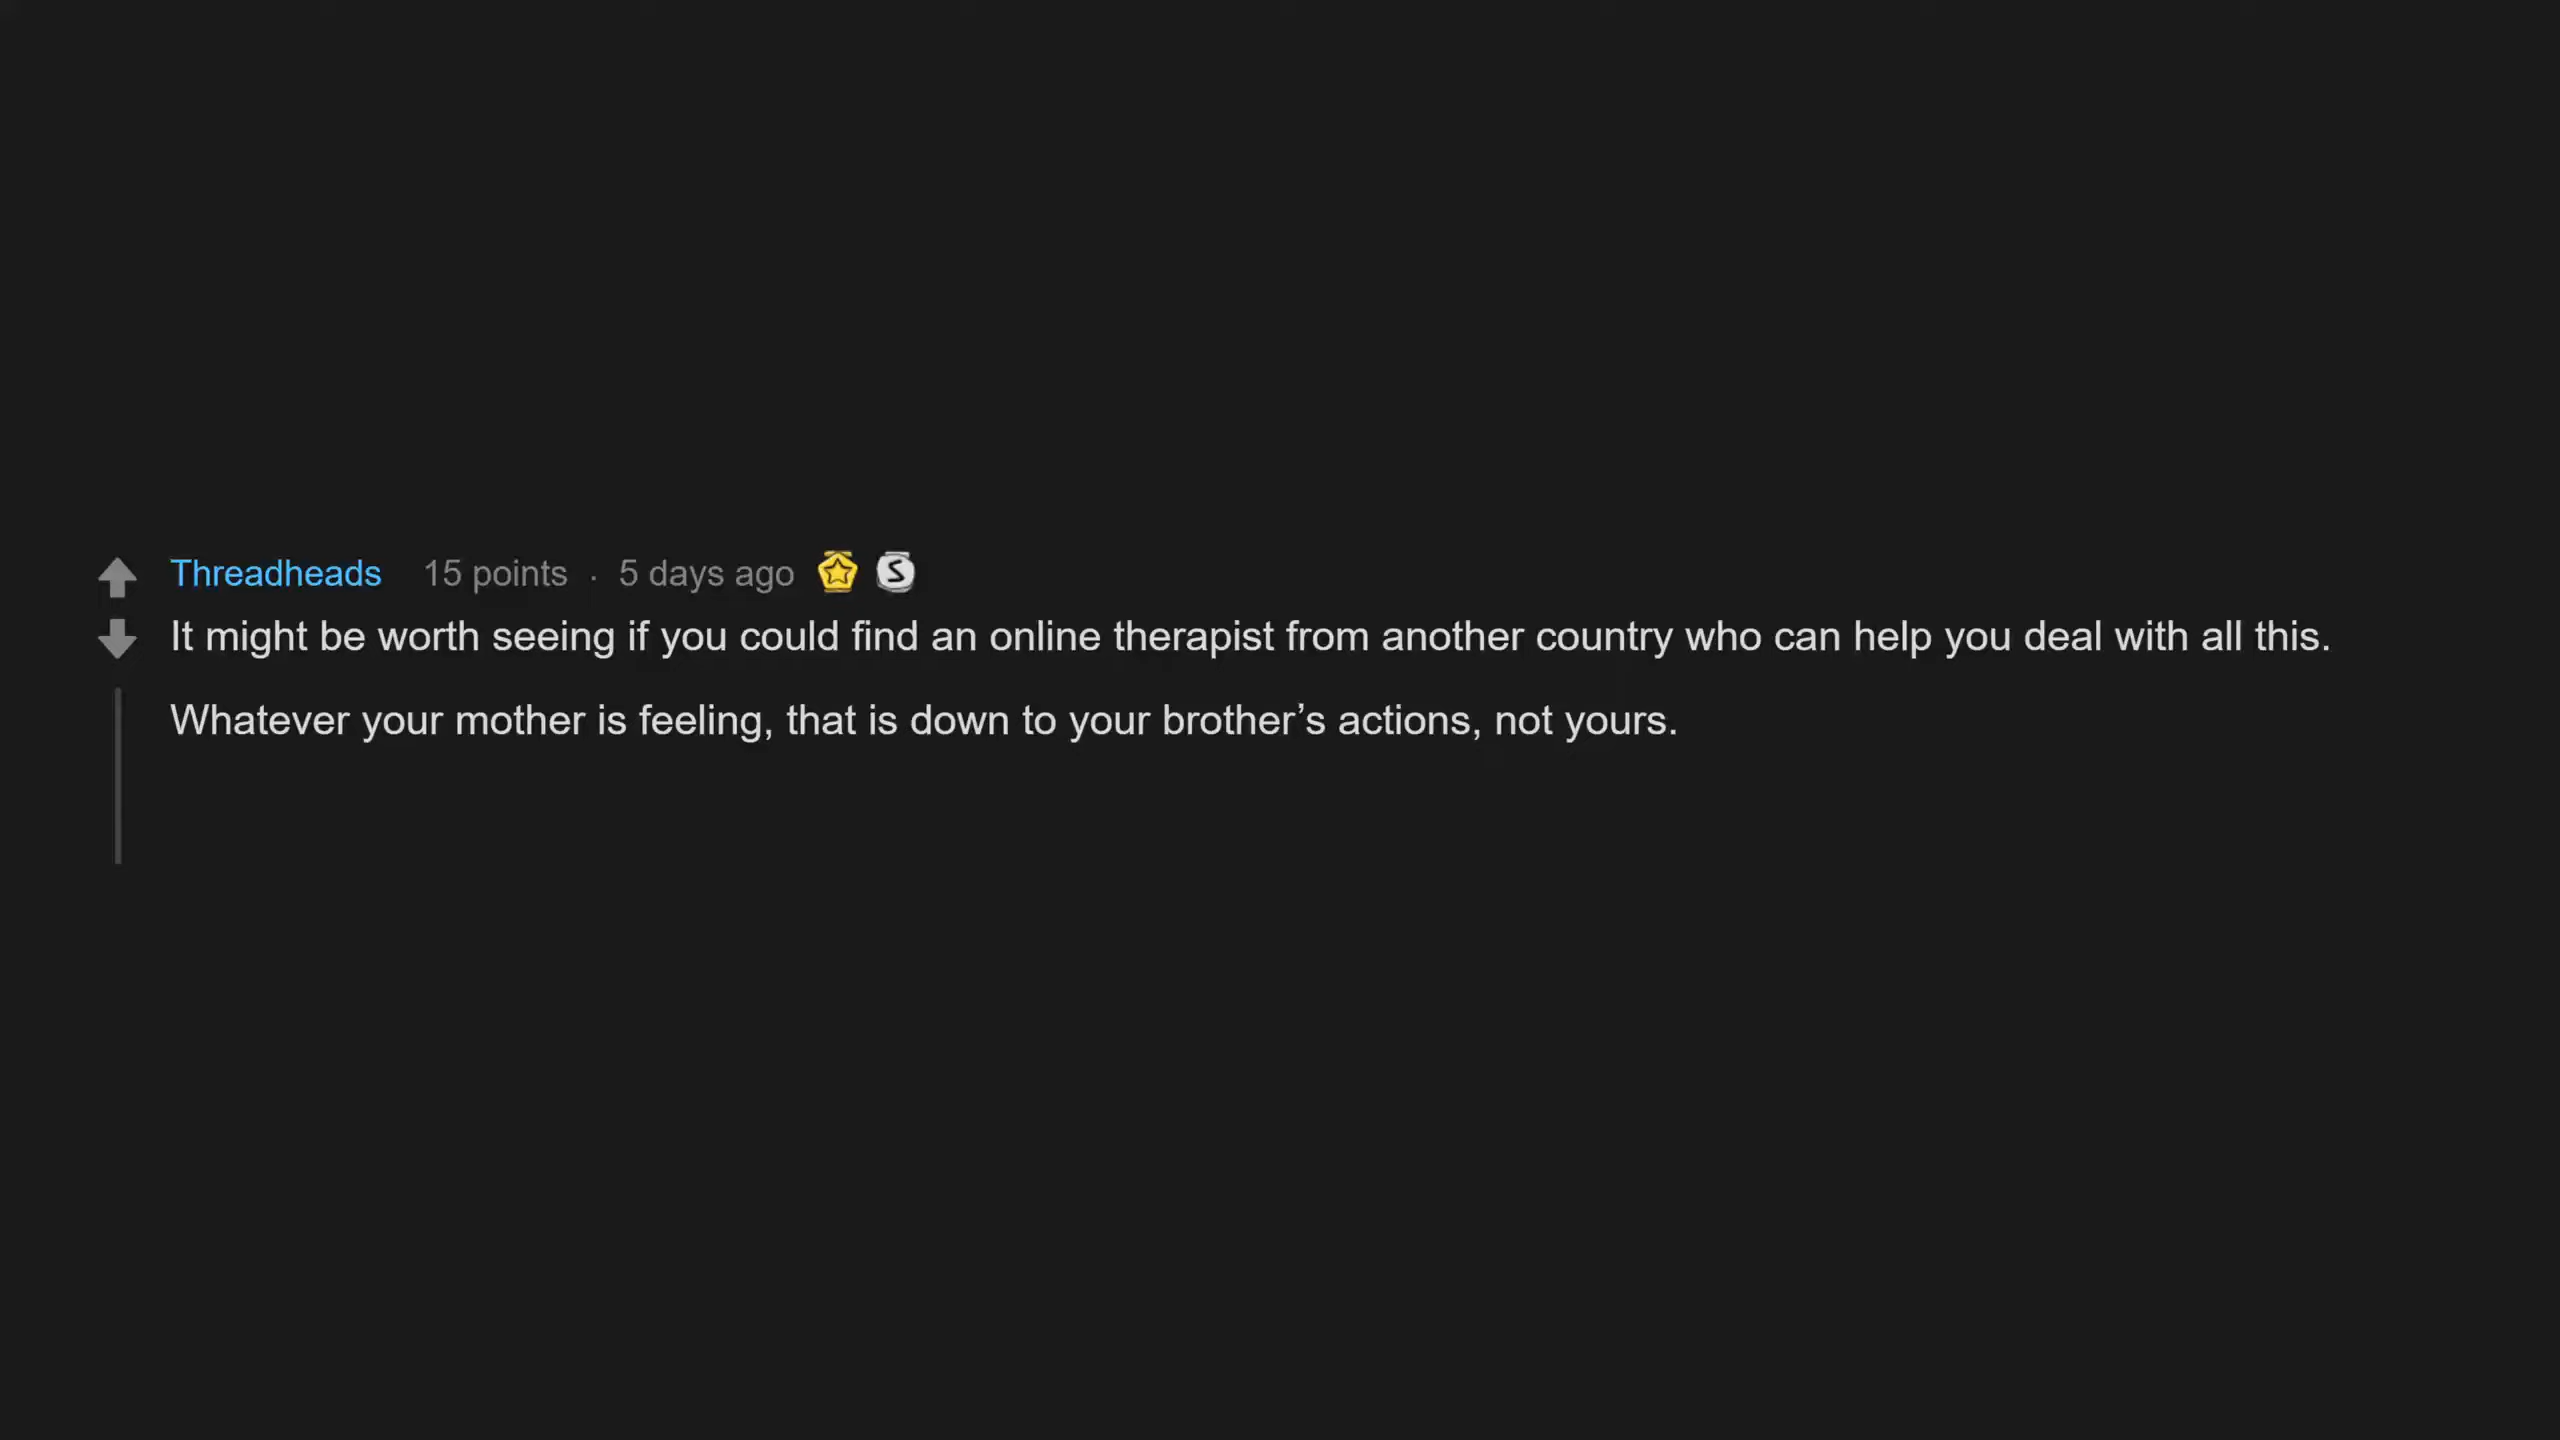 Threadheads 15 points · 5 days ago
It might be worth seeing if you could find an online therapist from another country who can help you deal with all this.
Whatever your mother is feeling, that is down to your brother’s actions, not yours.